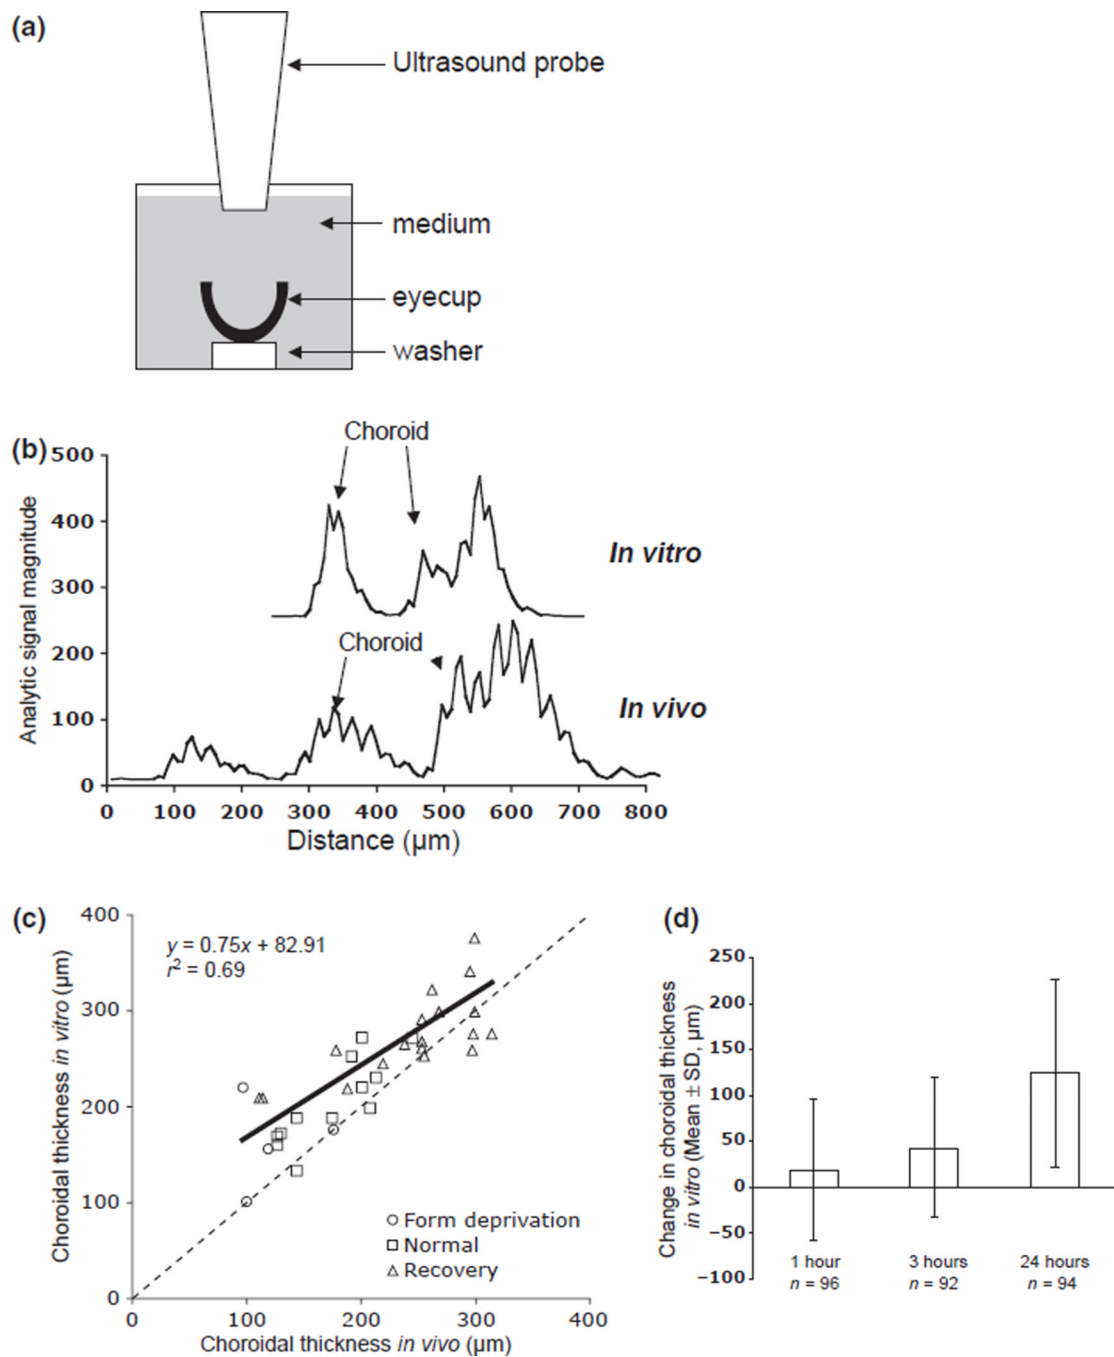 (a)
Ultrasound probe
medium
eyecup
washer
(b)
Choroid
500
400
300
200
100
0
Analytic signal magnitude
In vitro
Choroid
In vivo
0 100 200 300 400 500 600 700 800
Distance (µm)
(c)
400
300
200
100
0
Choroidal thickness in vitro (µm)
y = 0.75x + 82.91
r² = 0.69
Form deprivation
Normal
Recovery
0 100 200 300 400
Choroidal thickness in vivo (µm)
(d)
250
200
150
100
50
0
−50
−100
Change in choroidal thickness
in vitro (Mean ± SD, µm)
1 hour 3 hours 24 hours
n = 96 n = 92 n = 94